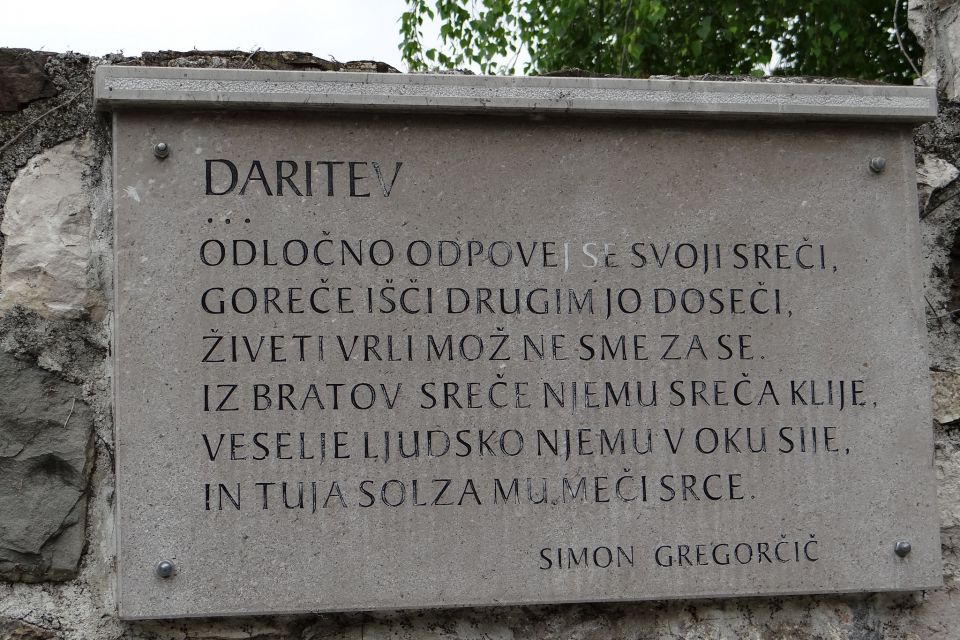 DARITEV
...
ODLOČNO ODPOVEJ SE SVOJI SREČI,
GOREČE IŠČI DRUGIM JO DOSEČI,
ŽIVETI VRLI MOŽ NE SME ZA SE.
IZ BRATOV SREČE NJEMU SREČA KLIJE,
VESELJE LJUDSKO NJEMU V OKU SIJE,
IN TUJA SOLZA MU MEČI SRCE.
SIMON GREGORČIČ